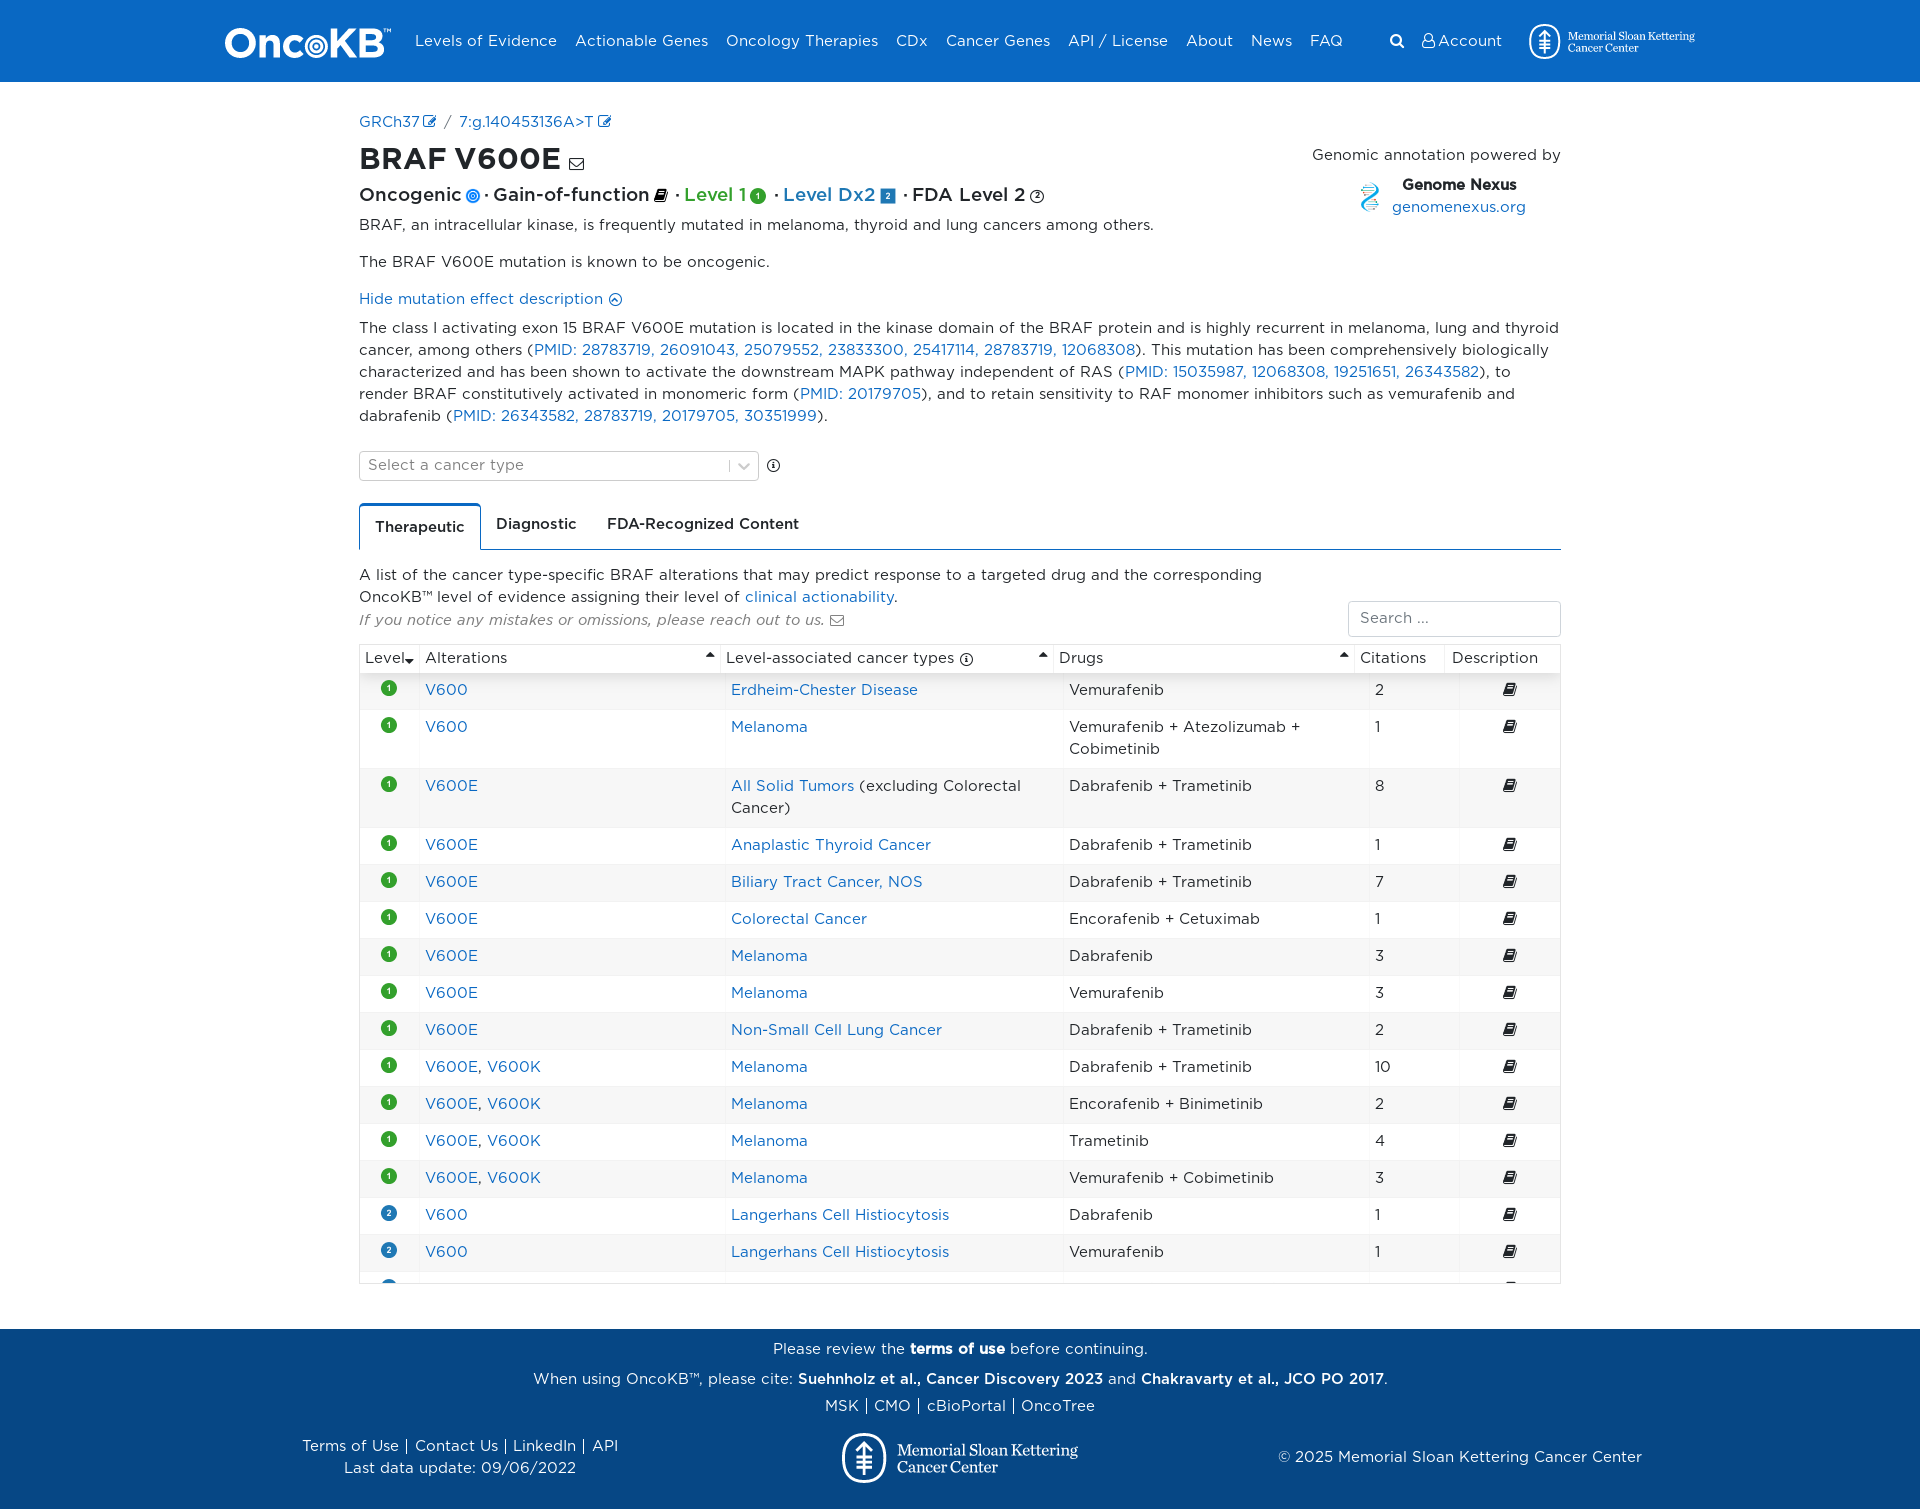 OncoKB™ Levels of Evidence Actionable Genes Oncology Therapies CDx Cancer Genes API / License About News FAQ Account Memorial Sloan Kettering
Cancer Center
GRCh37 / 7:g.140453136A>T
BRAF V600E
Genomic annotation powered by
Genome Nexus
genomenexus.org
Oncogenic · Gain-of-function · Level 1 1 · Level Dx2 2 · FDA Level 2 2
BRAF, an intracellular kinase, is frequently mutated in melanoma, thyroid and lung cancers among others.
The BRAF V600E mutation is known to be oncogenic.
Hide mutation effect description
The class I activating exon 15 BRAF V600E mutation is located in the kinase domain of the BRAF protein and is highly recurrent in melanoma, lung and thyroid
cancer, among others (PMID: 28783719, 26091043, 25079552, 23833300, 25417114, 28783719, 12068308). This mutation has been comprehensively biologically
characterized and has been shown to activate the downstream MAPK pathway independent of RAS (PMID: 15035987, 12068308, 19251651, 26343582), to
render BRAF constitutively activated in monomeric form (PMID: 20179705), and to retain sensitivity to RAF monomer inhibitors such as vemurafenib and
dabrafenib (PMID: 26343582, 28783719, 20179705, 30351999).
Select a cancer type
Therapeutic Diagnostic FDA-Recognized Content
A list of the cancer type-specific BRAF alterations that may predict response to a targeted drug and the corresponding
OncoKB™ level of evidence assigning their level of clinical actionability.
If you notice any mistakes or omissions, please reach out to us.
Search ...
Level Alterations Level-associated cancer types Drugs Citations Description
1 V600 Erdheim-Chester Disease Vemurafenib 2
1 V600 Melanoma Vemurafenib + Atezolizumab + 1
Cobimetinib
1 V600E All Solid Tumors (excluding Colorectal Dabrafenib + Trametinib 8
Cancer)
1 V600E Anaplastic Thyroid Cancer Dabrafenib + Trametinib 1
1 V600E Biliary Tract Cancer, NOS Dabrafenib + Trametinib 7
1 V600E Colorectal Cancer Encorafenib + Cetuximab 1
1 V600E Melanoma Dabrafenib 3
1 V600E Melanoma Vemurafenib 3
1 V600E Non-Small Cell Lung Cancer Dabrafenib + Trametinib 2
1 V600E, V600K Melanoma Dabrafenib + Trametinib 10
1 V600E, V600K Melanoma Encorafenib + Binimetinib 2
1 V600E, V600K Melanoma Trametinib 4
1 V600E, V600K Melanoma Vemurafenib + Cobimetinib 3
2 V600 Langerhans Cell Histiocytosis Dabrafenib 1
2 V600 Langerhans Cell Histiocytosis Vemurafenib 1
Please review the terms of use before continuing.
When using OncoKB™, please cite: Suehnholz et al., Cancer Discovery 2023 and Chakravarty et al., JCO PO 2017.
MSK | CMO | cBioPortal | OncoTree
Terms of Use | Contact Us | LinkedIn | API
Last data update: 09/06/2022
Memorial Sloan Kettering
Cancer Center
© 2025 Memorial Sloan Kettering Cancer Center